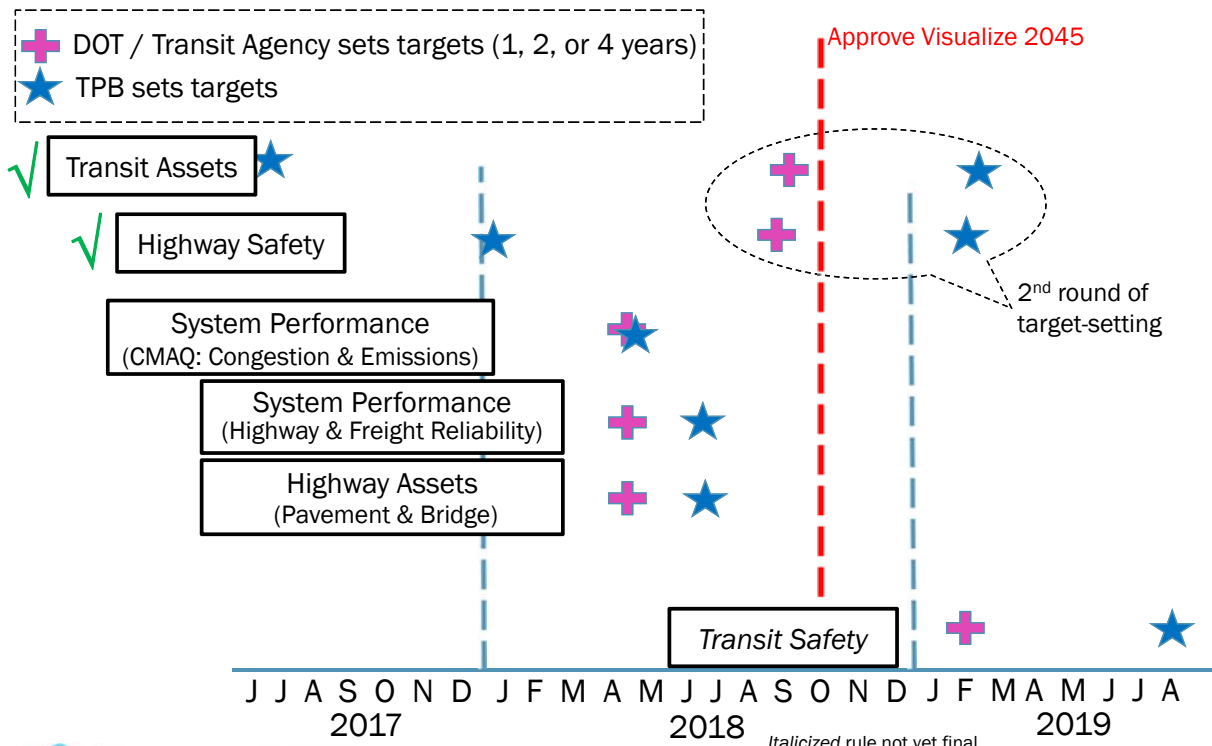 DOT / Transit Agency sets targets (1, 2, or 4 years)
TPB sets targets
Approve Visualize 2045
Transit Assets
Highway Safety
2nd round of
target-setting
System Performance
(CMAQ: Congestion & Emissions)
System Performance
(Highway & Freight Reliability)
Highway Assets
(Pavement & Bridge)
Transit Safety
J J A S O N D J F M A M J J A S O N D J F M A M J J A
2017 2018 2019
Italicized rule not yet final